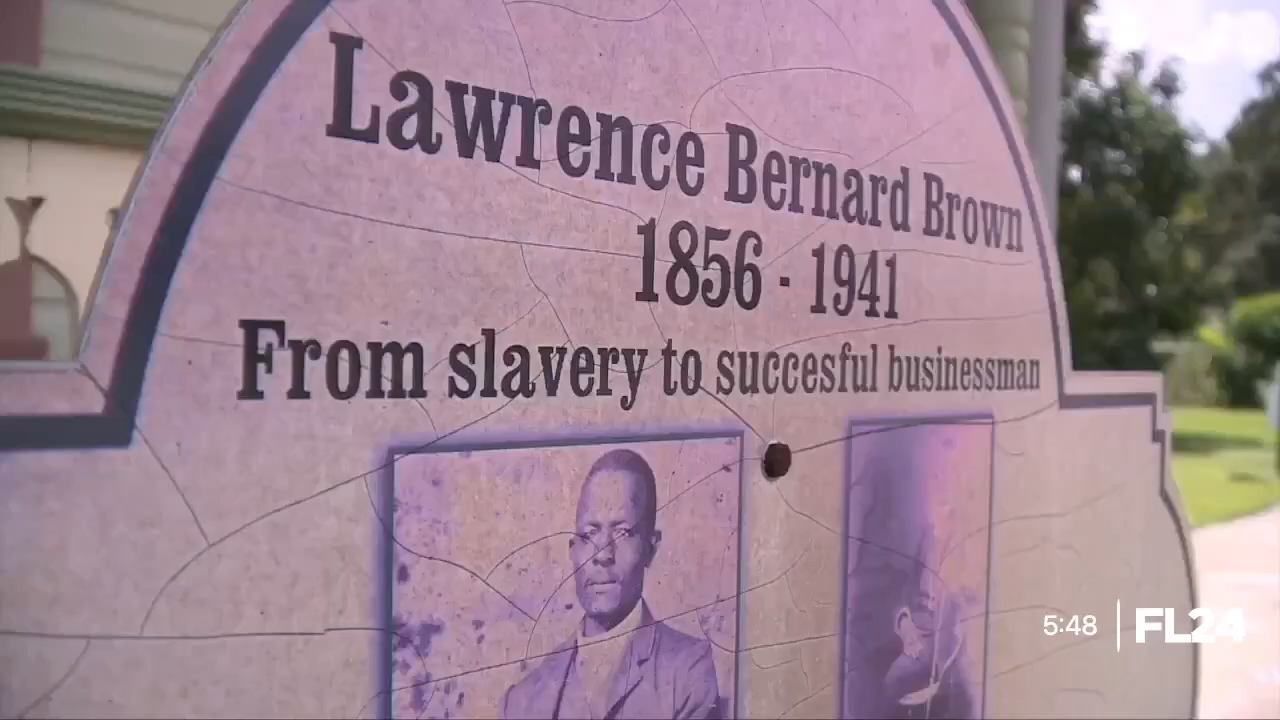 Lawrence Bernard Brown
1856 - 1941
From slavery to succesful businessman
5:48
FL24